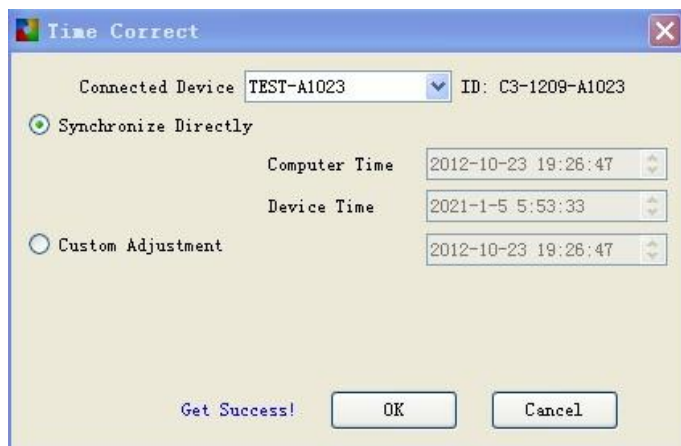 Time Correct
Connected Device TEST-A1023 ID: C3-1209-A1023
Synchronize Directly
Computer Time 2012-10-23 19:26:47
Device Time 2021-1-5 5:53:33
Custom Adjustment 2012-10-23 19:26:47
Get Success! OK Cancel